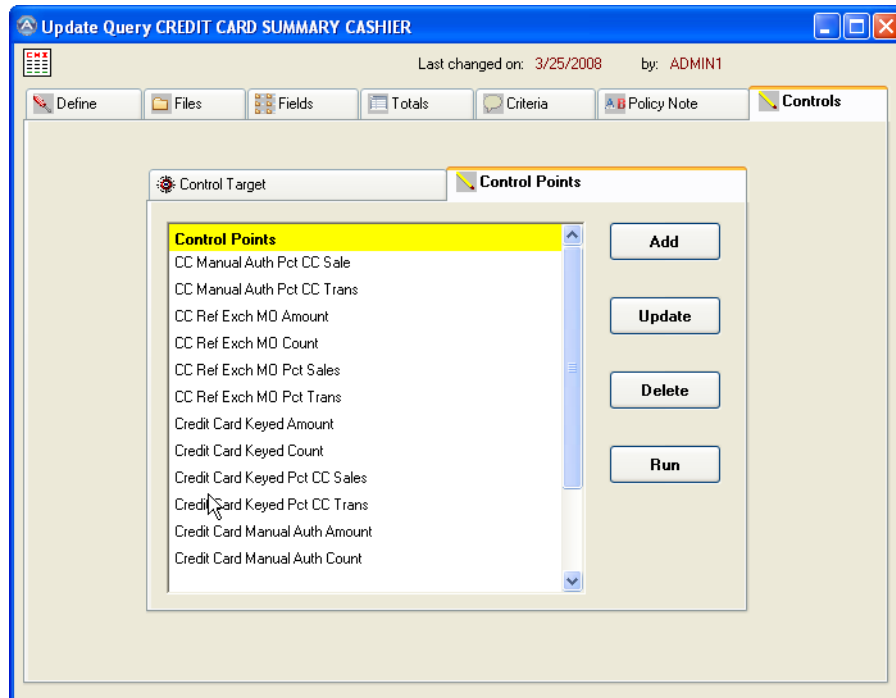 Update Query CREDIT CARD SUMMARY CASHIER
Last changed on: 3/25/2008 by: ADMIN1
Define Files Fields Totals Criteria Policy Note Controls
Control Target Control Points
Control Points
CC Manual Auth Pct CC Sale
CC Manual Auth Pct CC Trans
CC Ref Exch MO Amount
CC Ref Exch MO Count
CC Ref Exch MO Pct Sales
CC Ref Exch MO Pct Trans
Credit Card Keyed Amount
Credit Card Keyed Count
Credit Card Keyed Pct CC Sales
Credit Card Keyed Pct CC Trans
Credit Card Manual Auth Amount
Credit Card Manual Auth Count
Add
Update
Delete
Run